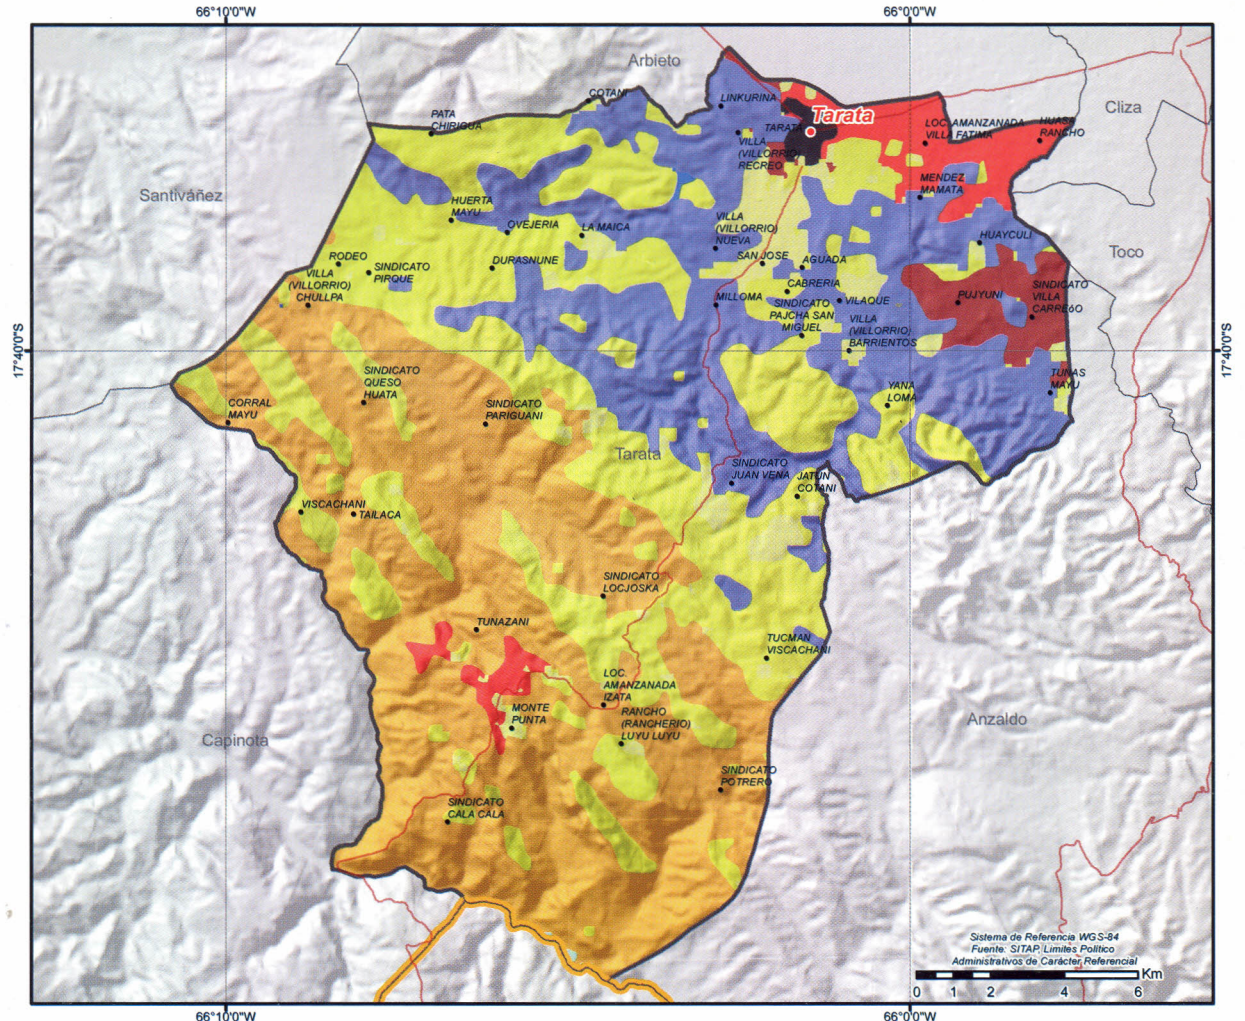 66°10'0"W
66°0'0"W
Arbieto
COTANI
LINKURINA
Tarata
Cliza
PATA
CHIRIGUA
TARATA
LOC. AMANZANADA
VILLA FATIMA
HUASA
RANCHO
VILLA
(VILLORRIO)
RECREO
Santiváñez
MENDEZ
MAMATA
HUERTA
MAYU
OVEJERIA
LA MAICA
VILLA
(VILLORRIO)
NUEVA
HUAYCULI
Toco
RODEO
SINDICATO
PIRQUE
DURASNUNE
SAN JOSE
AGUADA
VILLA
(VILLORRIO)
CHULLPA
CABRERIA
MILLOMA
SINDICATO
PAJCHA SAN
MIGUEL
VILAQUE
PUJYUNI
SINDICATO
VILLA
CARREóO
VILLA
(VILLORRIO)
BARRIENTOS
17°40'0"S
17°40'0"S
SINDICATO
QUESO
HUATA
TUNAS
MAYU
YANA
LOMA
CORRAL
MAYU
SINDICATO
PARIGUANI
Tarata
SINDICATO
JUAN VENA
JATUN
COTANI
VISCACHANI
TAILACA
SINDICATO
LOCJOSKA
TUNAZANI
TUCMAN
VISCACHANI
LOC.
AMANZANADA
IZATA
MONTE
PUNTA
RANCHO
(RANCHERIO)
LUYU LUYU
Anzaldo
Capinota
SINDICATO
POTRERO
SINDICATO
CALA CALA
Sistema de Referencia WGS-84
Fuente: SITAP, Limites Político
Administrativos de Carácter Referencial
Km
0 1 2 4 6
66°10'0"W
66°0'0"W